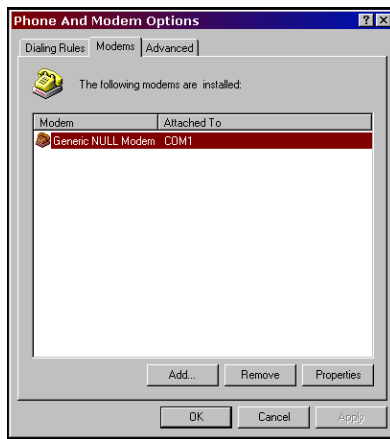 Phone And Modem Options
Dialing Rules Modems Advanced
The following modems are installed:
Modem Attached To
Generic NULL Modem COM1
Add... Remove Properties
OK Cancel Apply